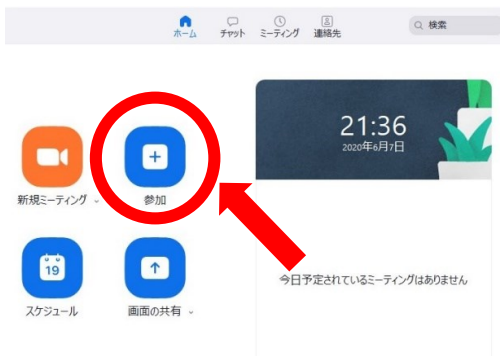 ホーム チャット ミーティング 連絡先 検索
21:36
2020年6月7日
新規ミーティング 参加
19
スケジュール 画面の共有
今日予定されているミーティングはありません